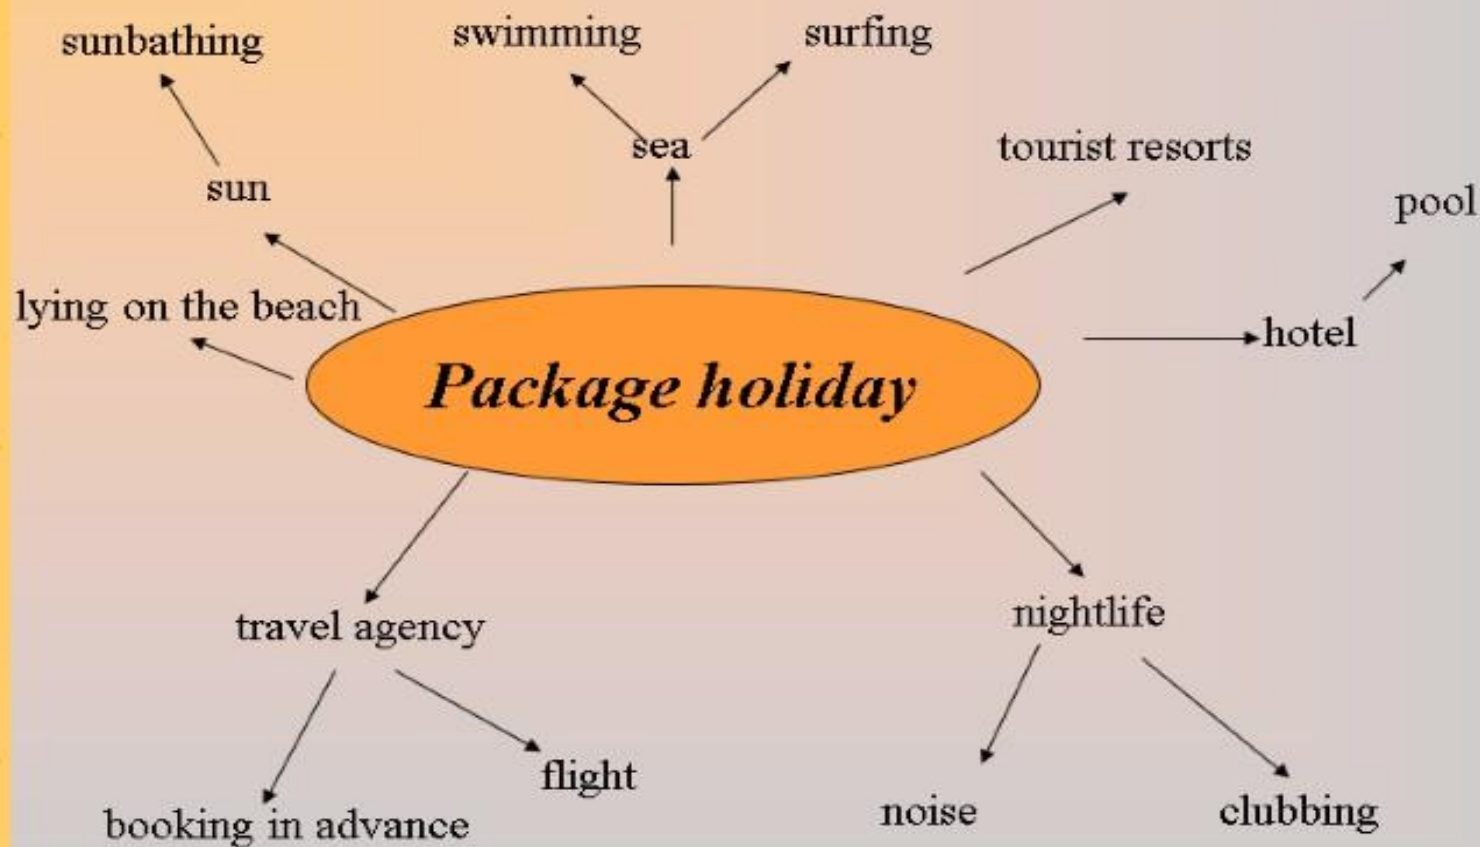 sunbathing
swimming
surfing
sea
tourist resorts
sun
pool
lying on the beach
hotel
Package holiday
travel agency
nightlife
flight
booking in advance
noise
clubbing